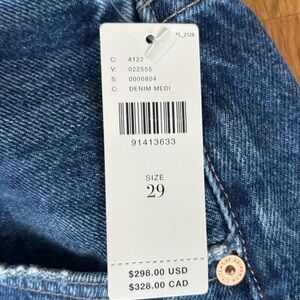 C: 4122
V: 022555
S: 0000804
C: DENIM MEDI
91413633
SIZE
29
$298.00 USD
$328.00 CAD